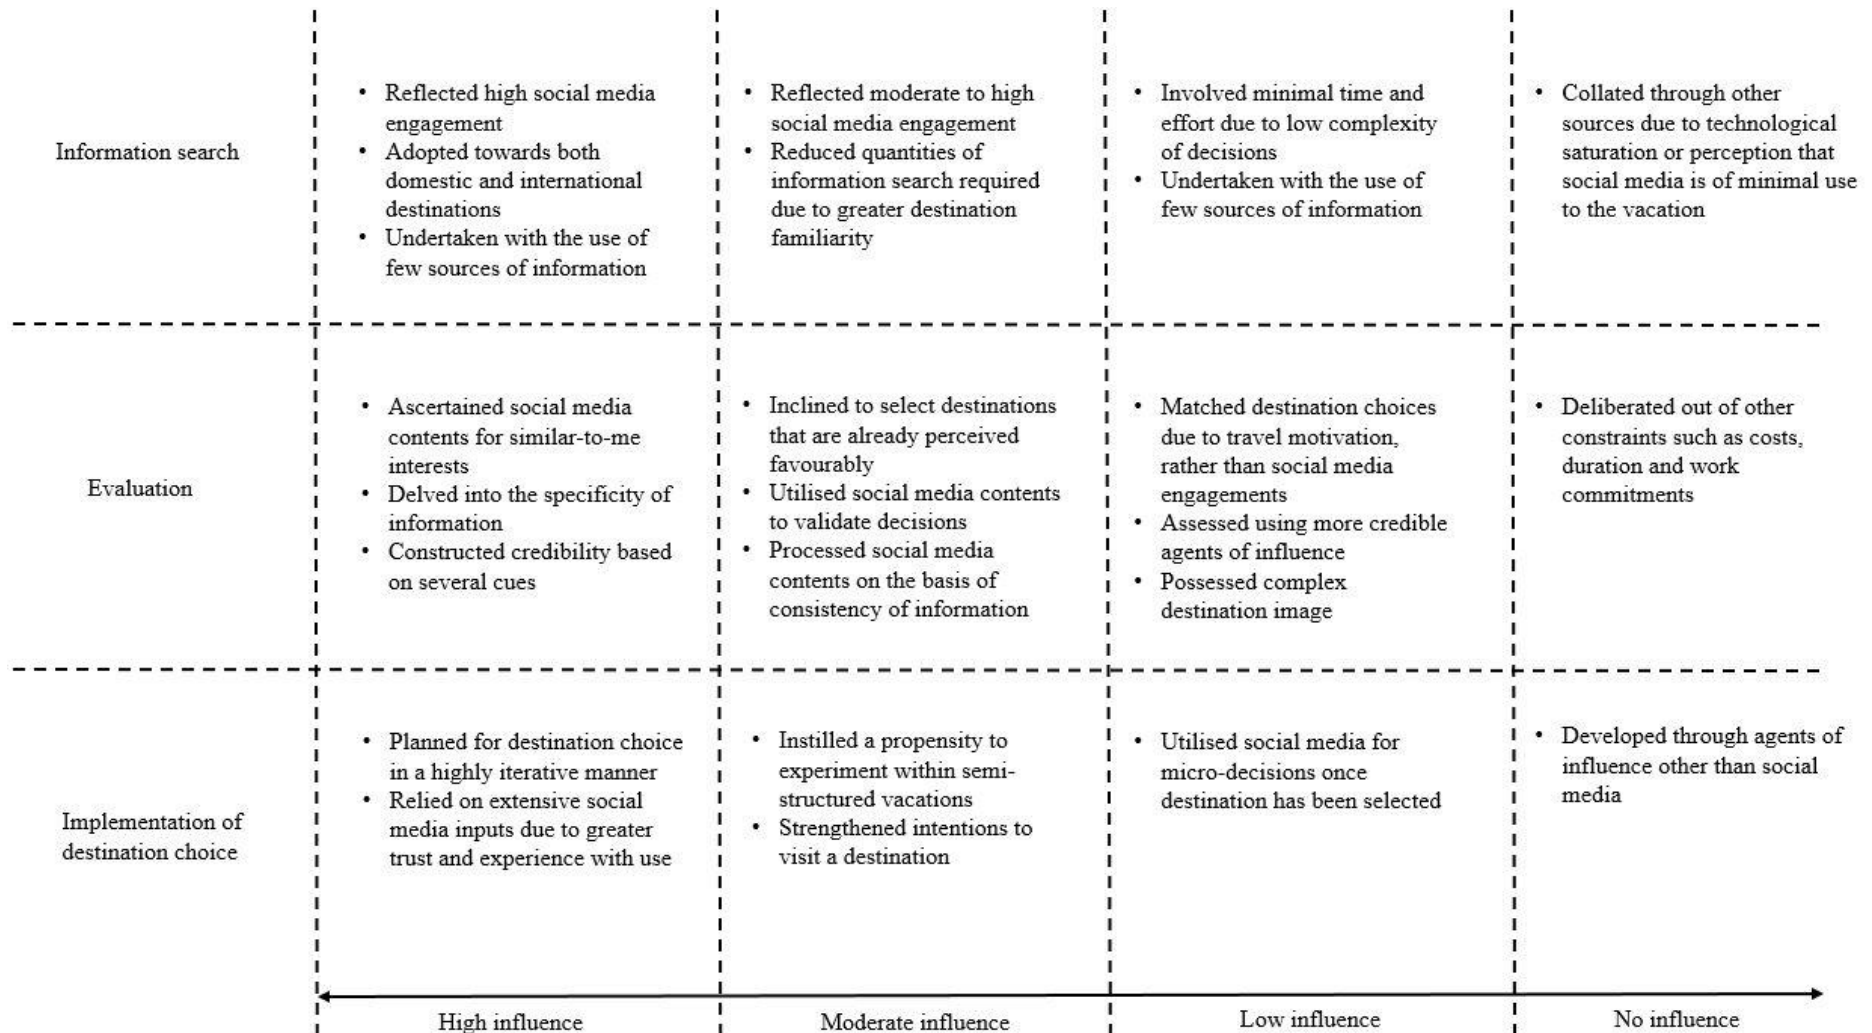 Information search
• Reflected high social media
engagement
• Adopted towards both
domestic and international
destinations
• Undertaken with the use of
few sources of information
• Reflected moderate to high
social media engagement
• Reduced quantities of
information search required
due to greater destination
familiarity
• Involved minimal time and
effort due to low complexity
of decisions
• Undertaken with the use of
few sources of information
• Collated through other
sources due to technological
saturation or perception that
social media is of minimal use
to the vacation
Evaluation
• Ascertained social media
contents for similar-to-me
interests
• Delved into the specificity of
information
• Constructed credibility based
on several cues
• Inclined to select destinations
that are already perceived
favourably
• Utilised social media contents
to validate decisions
• Processed social media
contents on the basis of
consistency of information
• Matched destination choices
due to travel motivation,
rather than social media
engagements
• Assessed using more credible
agents of influence
• Possessed complex
destination image
• Deliberated out of other
constraints such as costs,
duration and work
commitments
Implementation of
destination choice
• Planned for destination choice
in a highly iterative manner
• Relied on extensive social
media inputs due to greater
trust and experience with use
• Instilled a propensity to
experiment within semi-
structured vacations
• Strengthened intentions to
visit a destination
• Utilised social media for
micro-decisions once
destination has been selected
• Developed through agents of
influence other than social
media
High influence
Moderate influence
Low influence
No influence